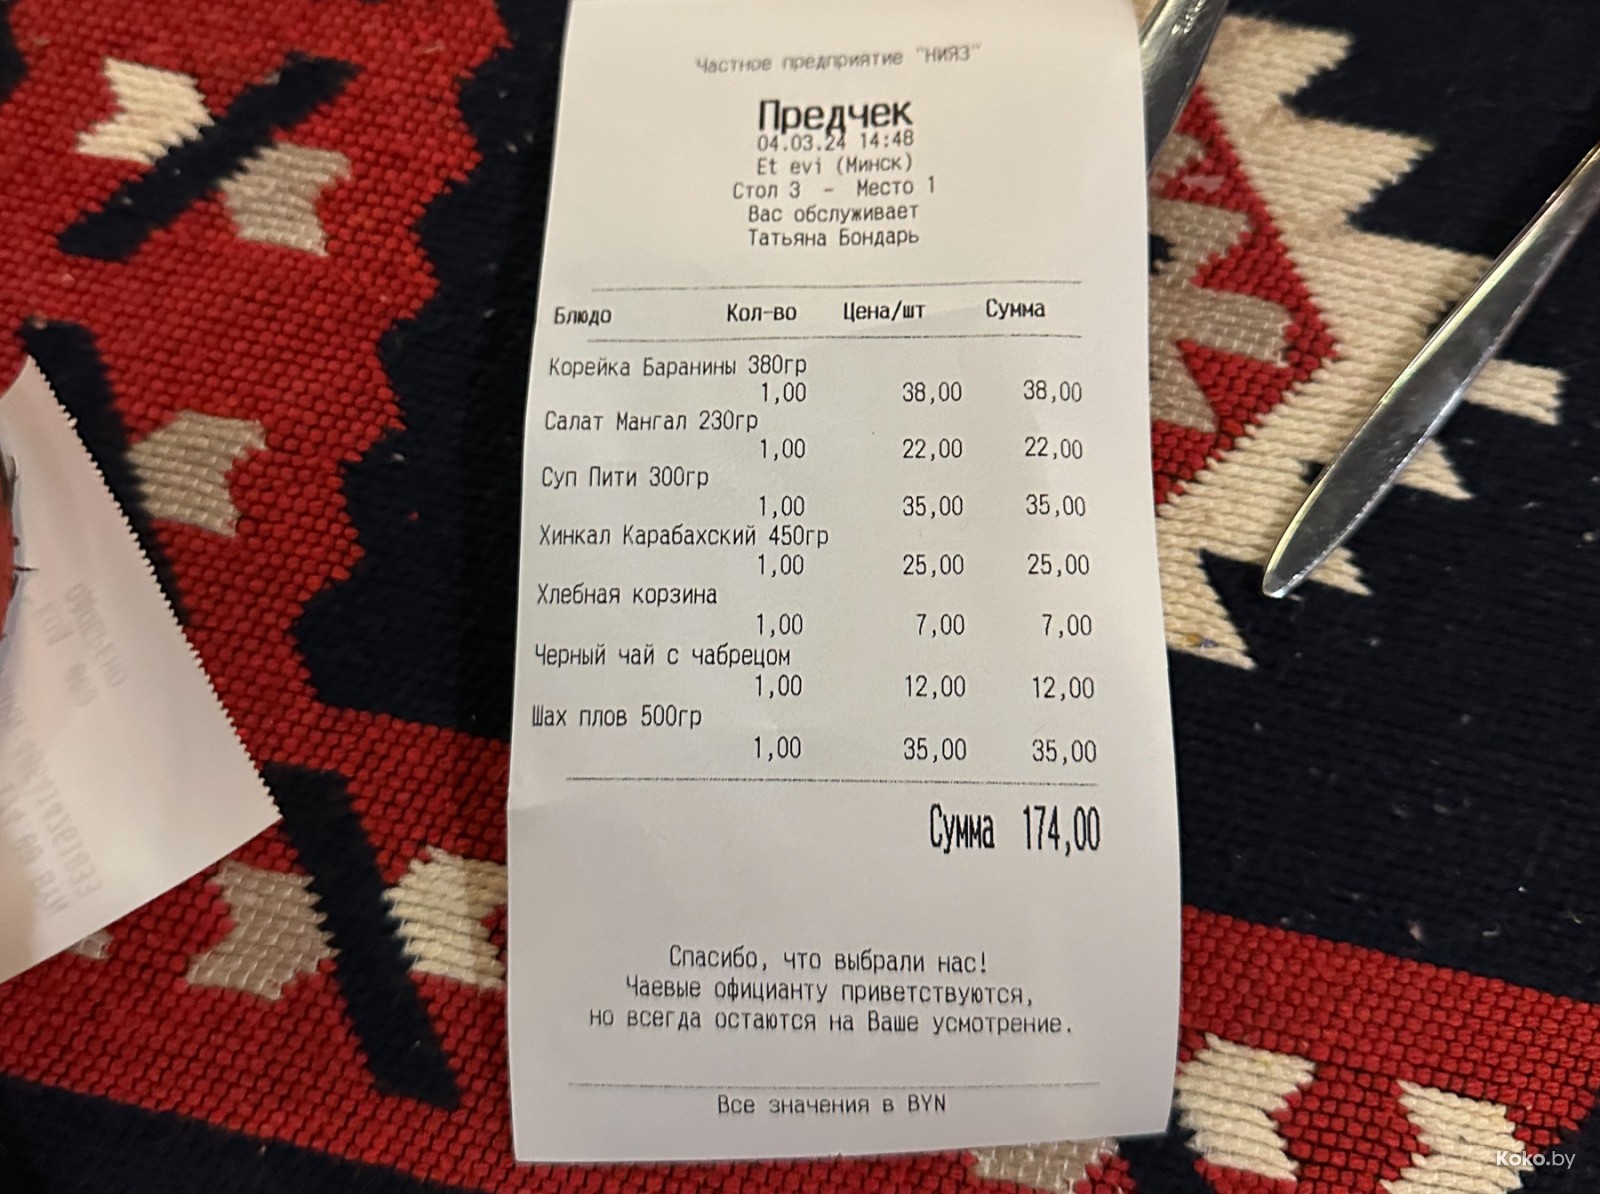 Частное предприятие "НИЯЗ"
Предчек
04.03.24 14:48
Et evi (Минск)
Стол 3 - Место 1
Вас обслуживает
Татьяна Бондарь
Блюдо Кол-во Цена/шт Сумма
Корейка Баранины 380гр
1,00 38,00 38,00
Салат Мангал 230гр
1,00 22,00 22,00
Суп Пити 300гр
1,00 35,00 35,00
Хинкал Карабахский 450гр
1,00 25,00 25,00
Хлебная корзина
1,00 7,00 7,00
Черный чай с чабрецом
1,00 12,00 12,00
Шах плов 500гр
1,00 35,00 35,00
Сумма 174,00
Спасибо, что выбрали нас!
Чаевые официанту приветствуются,
но всегда остаются на Ваше усмотрение.
Все значения в BYN
Koko.by